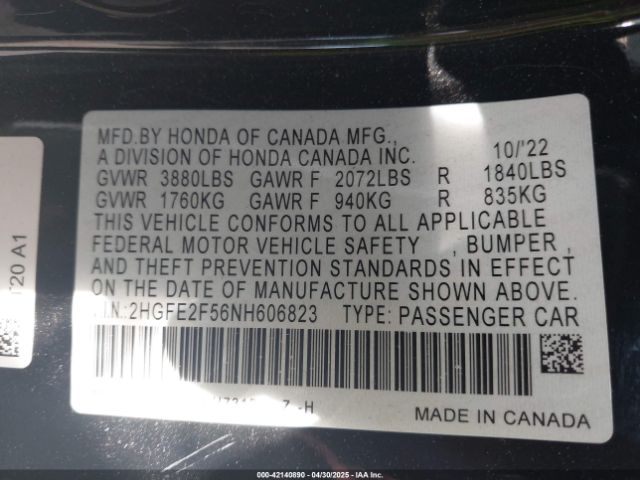 MFD.BY HONDA OF CANADA MFG.,
A DIVISION OF HONDA CANADA INC. 10/'22
GVWR 3880LBS GAWR F 2072LBS R 1840LBS
GVWR 1760KG GAWR F 940KG R 835KG
THIS VEHICLE CONFORMS TO ALL APPLICABLE
FEDERAL MOTOR VEHICLE SAFETY , BUMPER ,
AND THEFT PREVENTION STANDARDS IN EFFECT
ON THE DATE OF MANUFACTURE SHOWN ABOVE.
2HGFE2F56NH606823 TYPE: PASSENGER CAR
-H
MADE IN CANADA
T20 A1
000-42140890 04/30/2025 - IAA Inc.